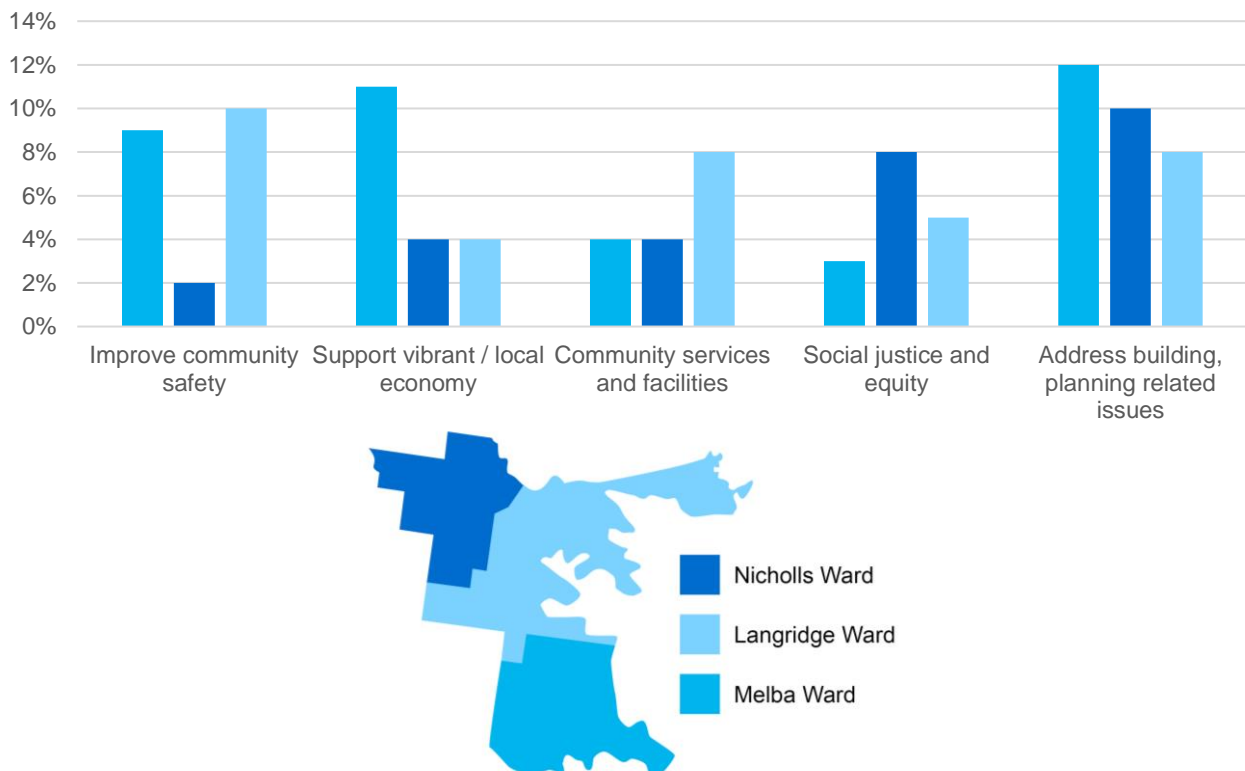 14%
12%
10%
8%
6%
4%
2%
0%
Improve community
safety
Support vibrant / local
economy
Community services
and facilities
Social justice and
equity
Address building,
planning related
issues
Nicholls Ward
Langridge Ward
Melba Ward